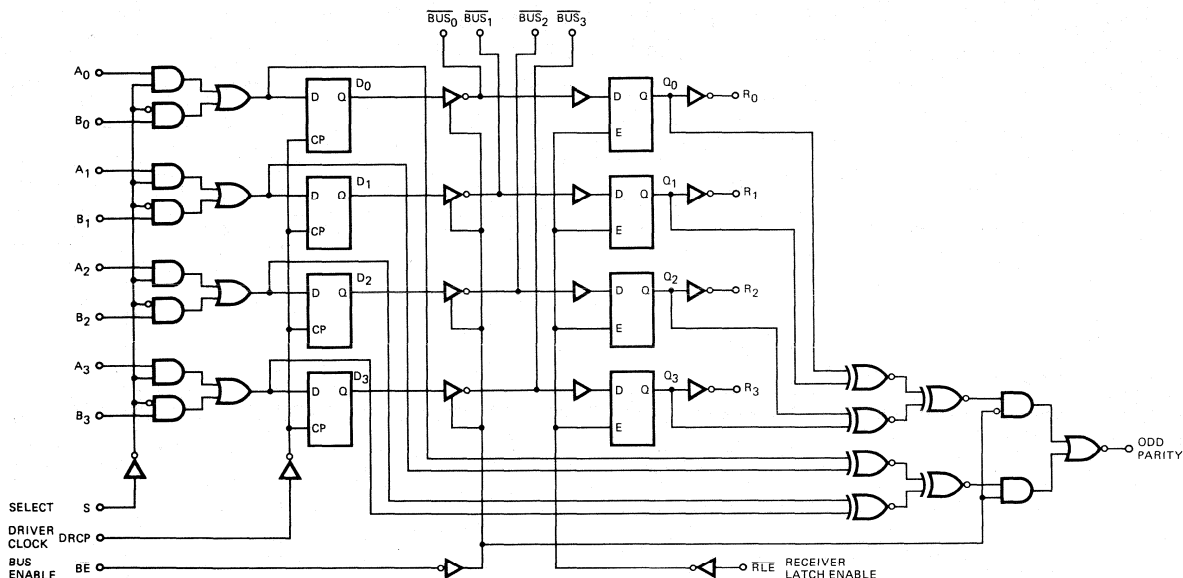 BUS0 BUS1 BUS2 BUS3
A0
B0
D Q
CP
D0
D Q
E
Q0
R0
A1
B1
D Q
CP
D1
D Q
E
Q1
R1
A2
B2
D Q
CP
D2
D Q
E
Q2
R2
A3
B3
D Q
CP
D3
D Q
E
Q3
R3
ODD
PARITY
SELECT S
DRIVER
CLOCK DRCP
BUS
ENABLE BE
RLE RECEIVER
LATCH ENABLE